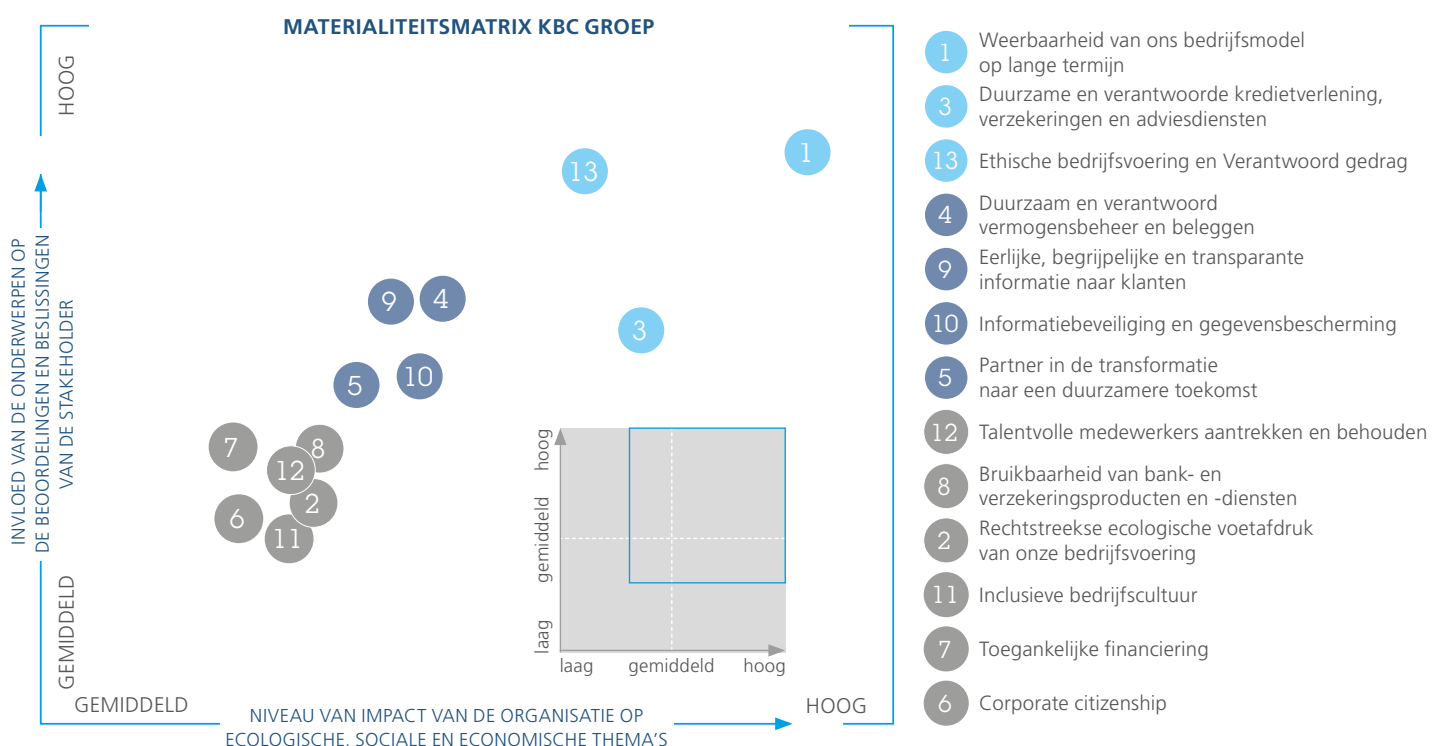 MATERIALITEITSMATRIX KBC GROEP
HOOG
INVLOED VAN DE ONDERWERPEN OP
DE BEOORDELINGEN EN BESLISSINGEN
VAN DE STAKEHOLDER
GEMIDDELD
1
13
9
4
3
5
10
7
8
12
2
6
11
hoog
gemiddeld
laag
laag
gemiddeld
hoog
GEMIDDELD
NIVEAU VAN IMPACT VAN DE ORGANISATIE OP
ECOLOGISCHE, SOCIALE EN ECONOMISCHE THEMA'S
HOOG
1 Weerbaarheid van ons bedrijfsmodel
op lange termijn
3 Duurzame en verantwoorde kredietverlening,
verzekeringen en adviesdiensten
13 Ethische bedrijfsvoering en Verantwoord gedrag
4 Duurzaam en verantwoord
vermogensbeheer en beleggen
9 Eerlijke, begrijpelijke en transparante
informatie naar klanten
10 Informatiebeveiliging en gegevensbescherming
5 Partner in de transformatie
naar een duurzamere toekomst
12 Talentvolle medewerkers aantrekken en behouden
8 Bruikbaarheid van bank- en
verzekeringsproducten en -diensten
2 Rechtstreekse ecologische voetafdruk
van onze bedrijfsvoering
11 Inclusieve bedrijfscultuur
7 Toegankelijke financiering
6 Corporate citizenship